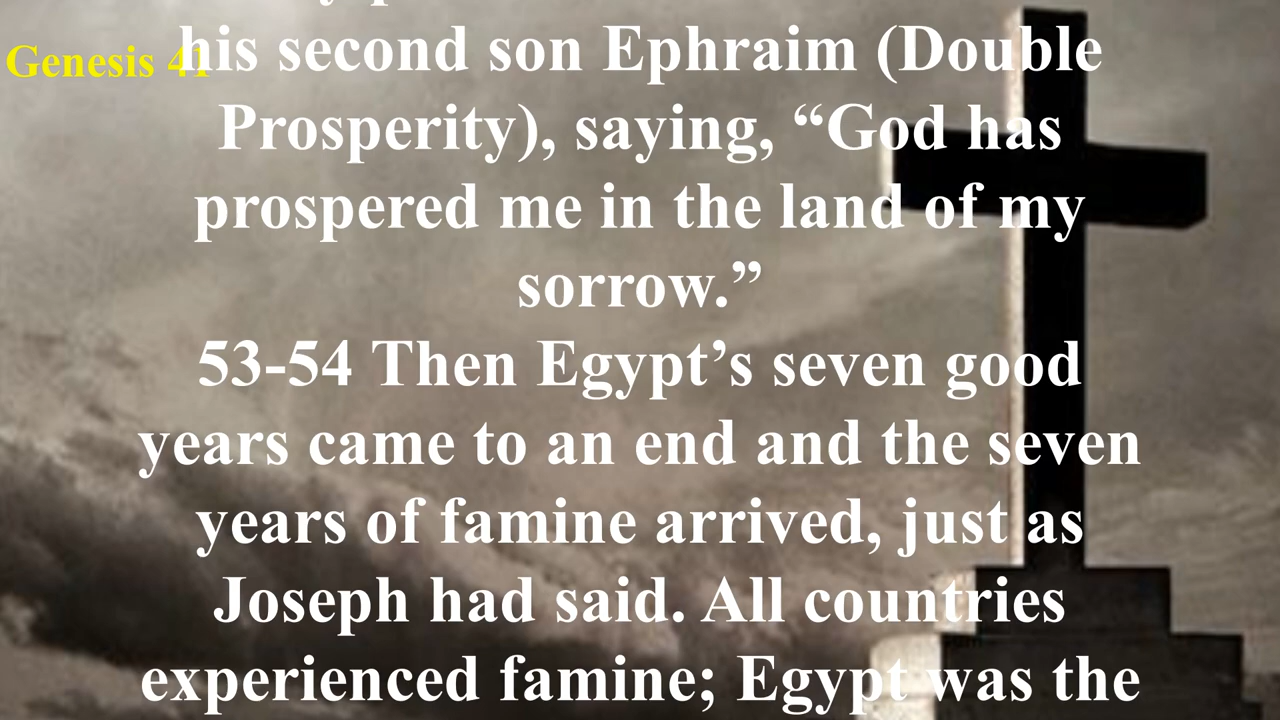 Genesis 41
his second son Ephraim (Double
Prosperity), saying, “God has
prospered me in the land of my
sorrow.”
53-54 Then Egypt’s seven good
years came to an end and the seven
years of famine arrived, just as
Joseph had said. All countries
experienced famine; Egypt was the